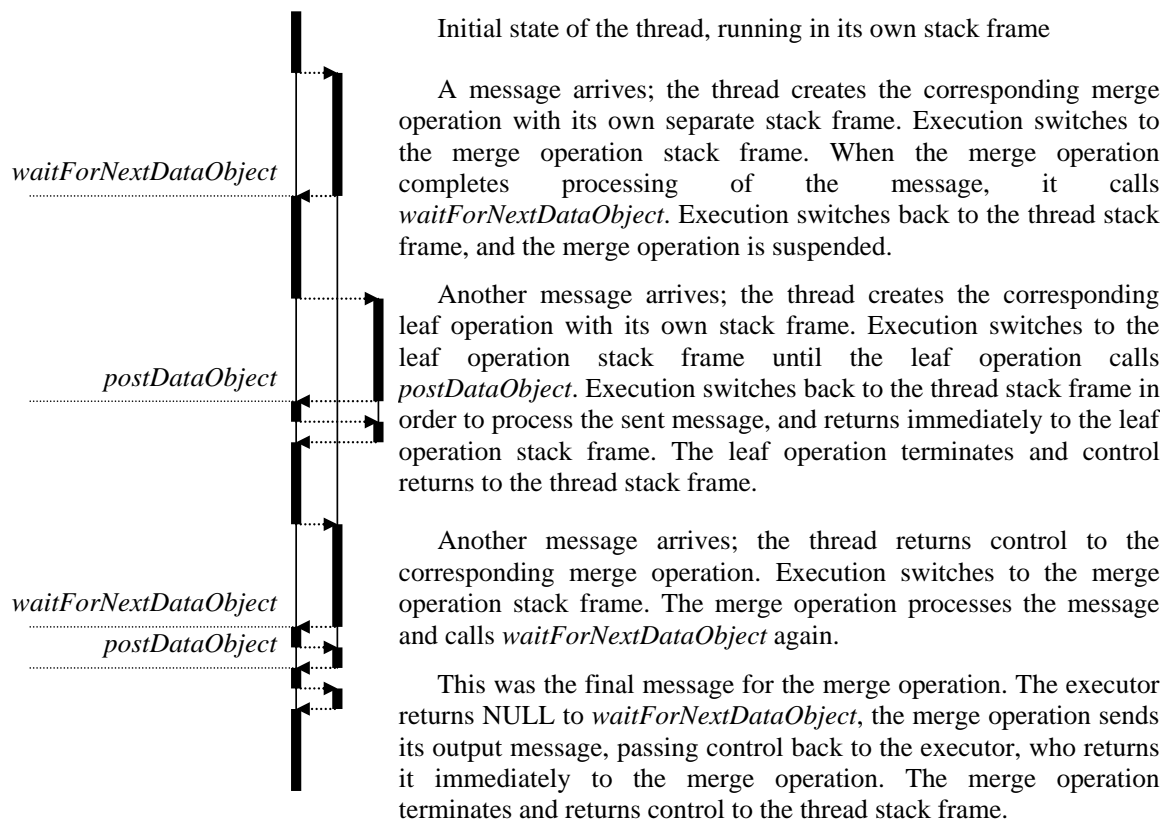 Initial state of the thread, running in its own stack frame
A message arrives; the thread creates the corresponding merge
operation with its own separate stack frame. Execution switches to
the merge operation stack frame. When the merge operation
completes processing of the message, it calls
waitForNextDataObject. Execution switches back to the thread stack
frame, and the merge operation is suspended.
waitForNextDataObject
Another message arrives; the thread creates the corresponding
leaf operation with its own stack frame. Execution switches to the
leaf operation stack frame until the leaf operation calls
postDataObject. Execution switches back to the thread stack frame in
order to process the sent message, and returns immediately to the leaf
operation stack frame. The leaf operation terminates and control
returns to the thread stack frame.
postDataObject
Another message arrives; the thread returns control to the
corresponding merge operation. Execution switches to the merge
operation stack frame. The merge operation processes the message
and calls waitForNextDataObject again.
waitForNextDataObject
postDataObject
This was the final message for the merge operation. The executor
returns NULL to waitForNextDataObject, the merge operation sends
its output message, passing control back to the executor, who returns
it immediately to the merge operation. The merge operation
terminates and returns control to the thread stack frame.